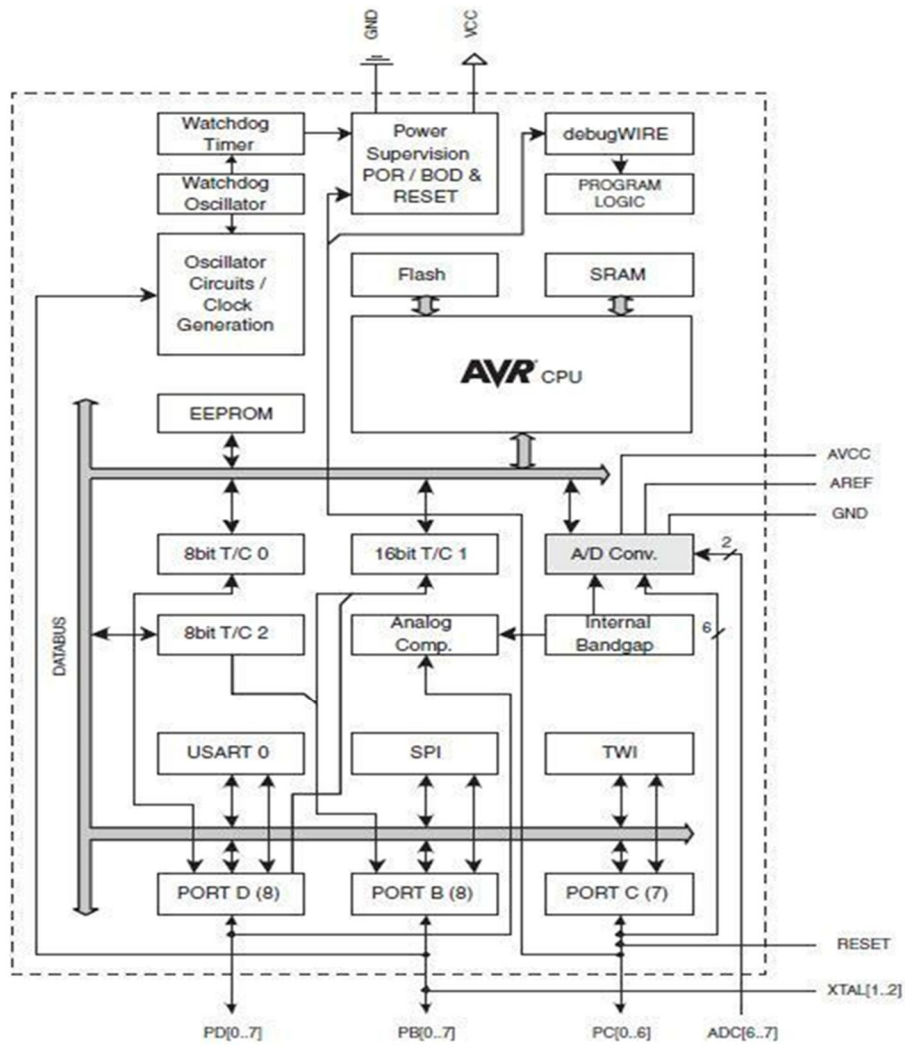 GND
VCC
Watchdog
Timer
Power
Supervision
POR / BOD &
RESET
debugWIRE
Watchdog
Oscillator
PROGRAM
LOGIC
Oscillator
Circuits /
Clock
Generation
Flash
SRAM
AVR CPU
EEPROM
AVCC
AREF
GND
8bit T/C 0
16bit T/C 1
A/D Conv.
2
DATABUS
8bit T/C 2
Analog
Comp.
Internal
Bandgap
6
USART 0
SPI
TWI
PORT D (8)
PORT B (8)
PORT C (7)
RESET
XTAL[1..2]
PD[0..7]
PB[0..7]
PC[0..6]
ADC[6..7]